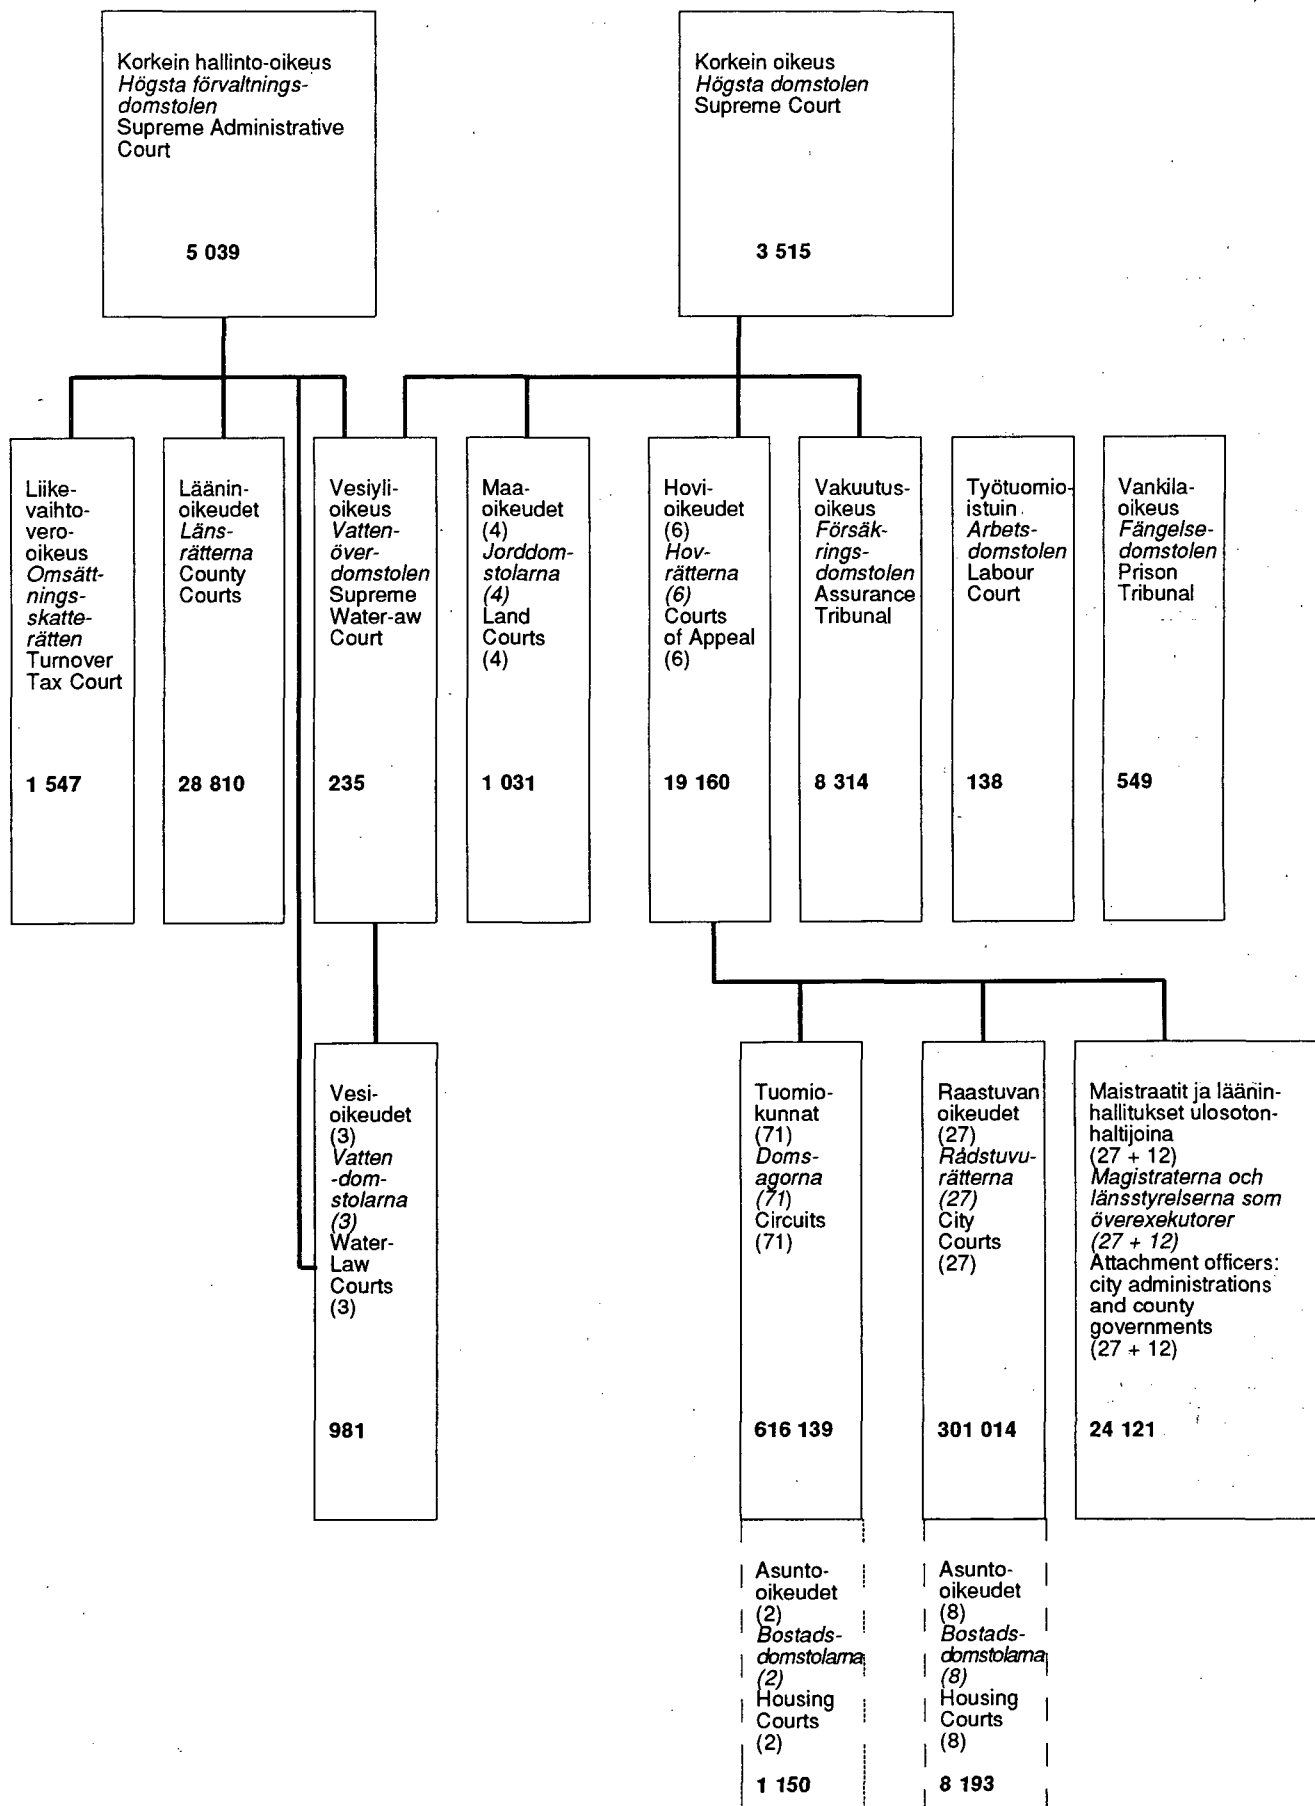 Korkein hallinto-oikeus
Högsta förvaltnings-
domstolen
Supreme Administrative
Court
5 039
Korkein oikeus
Högsta domstolen
Supreme Court
3 515
Liike-
vaihto-
vero-
oikeus
Omsätt-
nings-
skatte-
rätten
Turnover
Tax Court
1 547
Läänin-
oikeudet
Läns-
rätterna
County
Courts
28 810
Vesiyli-
oikeus
Vatten-
över-
domstolen
Supreme
Water-aw
Court
235
Maa-
oikeudet
(4)
Jorddom-
stolarna
(4)
Land
Courts
(4)
1 031
Hovi-
oikeudet
(6)
Hov-
rätterna
(6)
Courts
of Appeal
(6)
19 160
Vakuutus-
oikeus
Försäk-
rings-
domstolen
Assurance
Tribunal
8 314
Työtuomio-
istuin
Arbets-
domstolen
Labour
Court
138
Vankila-
oikeus
Fängelse-
domstolen
Prison
Tribunal
549
Vesi-
oikeudet
(3)
Vatten
-dom-
stolarna
(3)
Water-
Law
Courts
(3)
981
Tuomio-
kunnat
(71)
Doms-
agorna
(71)
Circuits
(71)
616 139
Raastuvan
oikeudet
(27)
Rådstuvu-
rätterna
(27)
City
Courts
(27)
301 014
Maistraatit ja läänin-
hallitukset ulosoton-
haltijoina
(27 + 12)
Magistraterna och
länsstyrelserna som
överexekutorer
(27 + 12)
Attachment officers:
city administrations
and county
governments
(27 + 12)
24 121
Asunto-
oikeudet
(2)
Bostads-
domstolarna
(2)
Housing
Courts
(2)
1 150
Asunto-
oikeudet
(8)
Bostads-
domstolarna
(8)
Housing
Courts
(8)
8 193